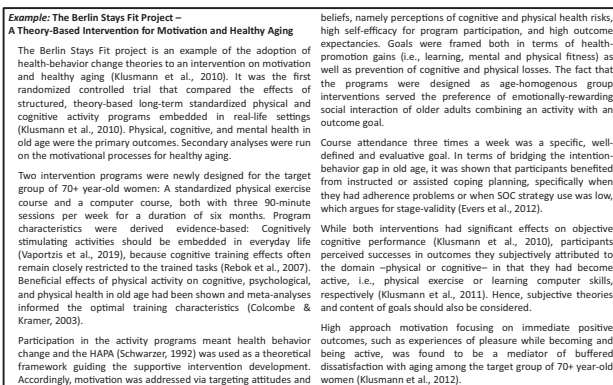 Example: The Berlin Stays Fit Project –
A Theory-Based Intervention for Motivation and Healthy Aging
The Berlin Stays Fit project is an example of the adoption of
health-behavior change theories to an intervention on motivation
and healthy aging (Klusmann et al., 2010). It was the first
randomized controlled trial that compared the effects of
structured, theory-based long-term standardized physical and
cognitive activity programs embedded in real-life settings
(Klusmann et al., 2010). Physical, cognitive, and mental health in
old age were the primary outcomes. Secondary analyses were run
on the motivational processes for healthy aging.
Two intervention programs were newly designed for the target
group of 70+ year-old women: A standardized physical exercise
course and a computer course, both with three 90-minute
sessions per week for a duration of six months. Program
characteristics were derived evidence-based: Cognitively
stimulating activities should be embedded in everyday life
(Vaportzis et al., 2019), because cognitive training effects often
remain closely restricted to the trained tasks (Rebok et al., 2007).
Beneficial effects of physical activity on cognitive, psychological,
and physical health in old age had been shown and meta-analyses
informed the optimal training characteristics (Colcombe &
Kramer, 2003).
Participation in the activity programs meant health behavior
change and the HAPA (Schwarzer, 1992) was used as a theoretical
framework guiding the supportive intervention development.
Accordingly, motivation was addressed via targeting attitudes and
beliefs, namely perceptions of cognitive and physical health risks,
high self-efficacy for program participation, and high outcome
expectancies. Goals were framed both in terms of health-
promotion gains (i.e., learning, mental and physical fitness) as
well as prevention of cognitive and physical losses. The fact that
the programs were designed as age-homogenous group
interventions served the preference of emotionally-rewarding
social interaction of older adults combining an activity with an
outcome goal.
Course attendance three times a week was a specific, well-
defined and evaluative goal. In terms of bridging the intention-
behavior gap in old age, it was shown that participants benefited
from instructed or assisted coping planning, specifically when
they had adherence problems or when SOC strategy use was low,
which argues for stage-validity (Evers et al., 2012).
While both interventions had significant effects on objective
cognitive performance (Klusmann et al., 2010), participants
perceived successes in outcomes they subjectively attributed to
the domain –physical or cognitive– in that they had become
active, i.e., physical exercise or learning computer skills,
respectively (Klusmann et al., 2011). Hence, subjective theories
and content of goals should also be considered.
High approach motivation focusing on immediate positive
outcomes, such as experiences of pleasure while becoming and
being active, was found to be a mediator of buffered
dissatisfaction with aging among the target group of 70+ year-old
women (Klusmann et al., 2012).